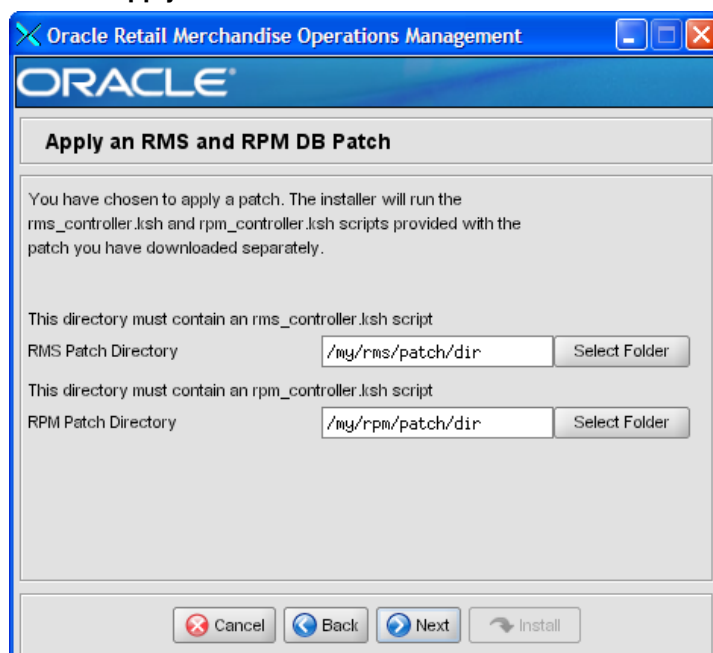 Oracle Retail Merchandise Operations Management
ORACLE
Apply an RMS and RPM DB Patch
You have chosen to apply a patch. The installer will run the
rms_controller.ksh and rpm_controller.ksh scripts provided with the
patch you have downloaded separately.
This directory must contain an rms_controller.ksh script
RMS Patch Directory /my/rms/patch/dir Select Folder
This directory must contain an rpm_controller.ksh script
RPM Patch Directory /my/rpm/patch/dir Select Folder
Cancel Back Next Install